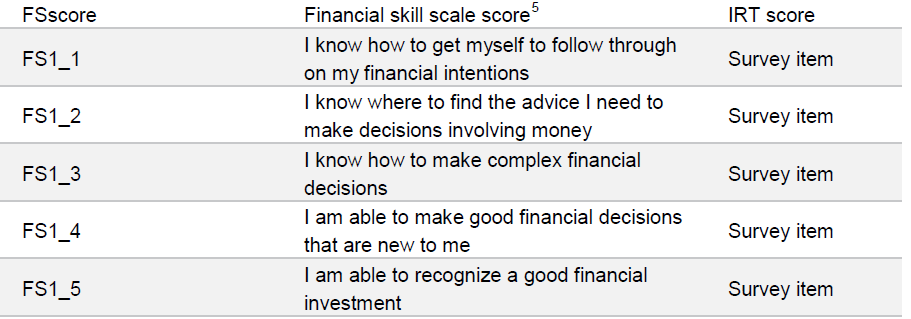 FSscore Financial skill scale score5 IRT score
FS1_1 I know how to get myself to follow through on my financial intentions Survey item
FS1_2 I know where to find the advice I need to make decisions involving money Survey item
FS1_3 I know how to make complex financial decisions Survey item
FS1_4 I am able to make good financial decisions that are new to me Survey item
FS1_5 I am able to recognize a good financial investment Survey item